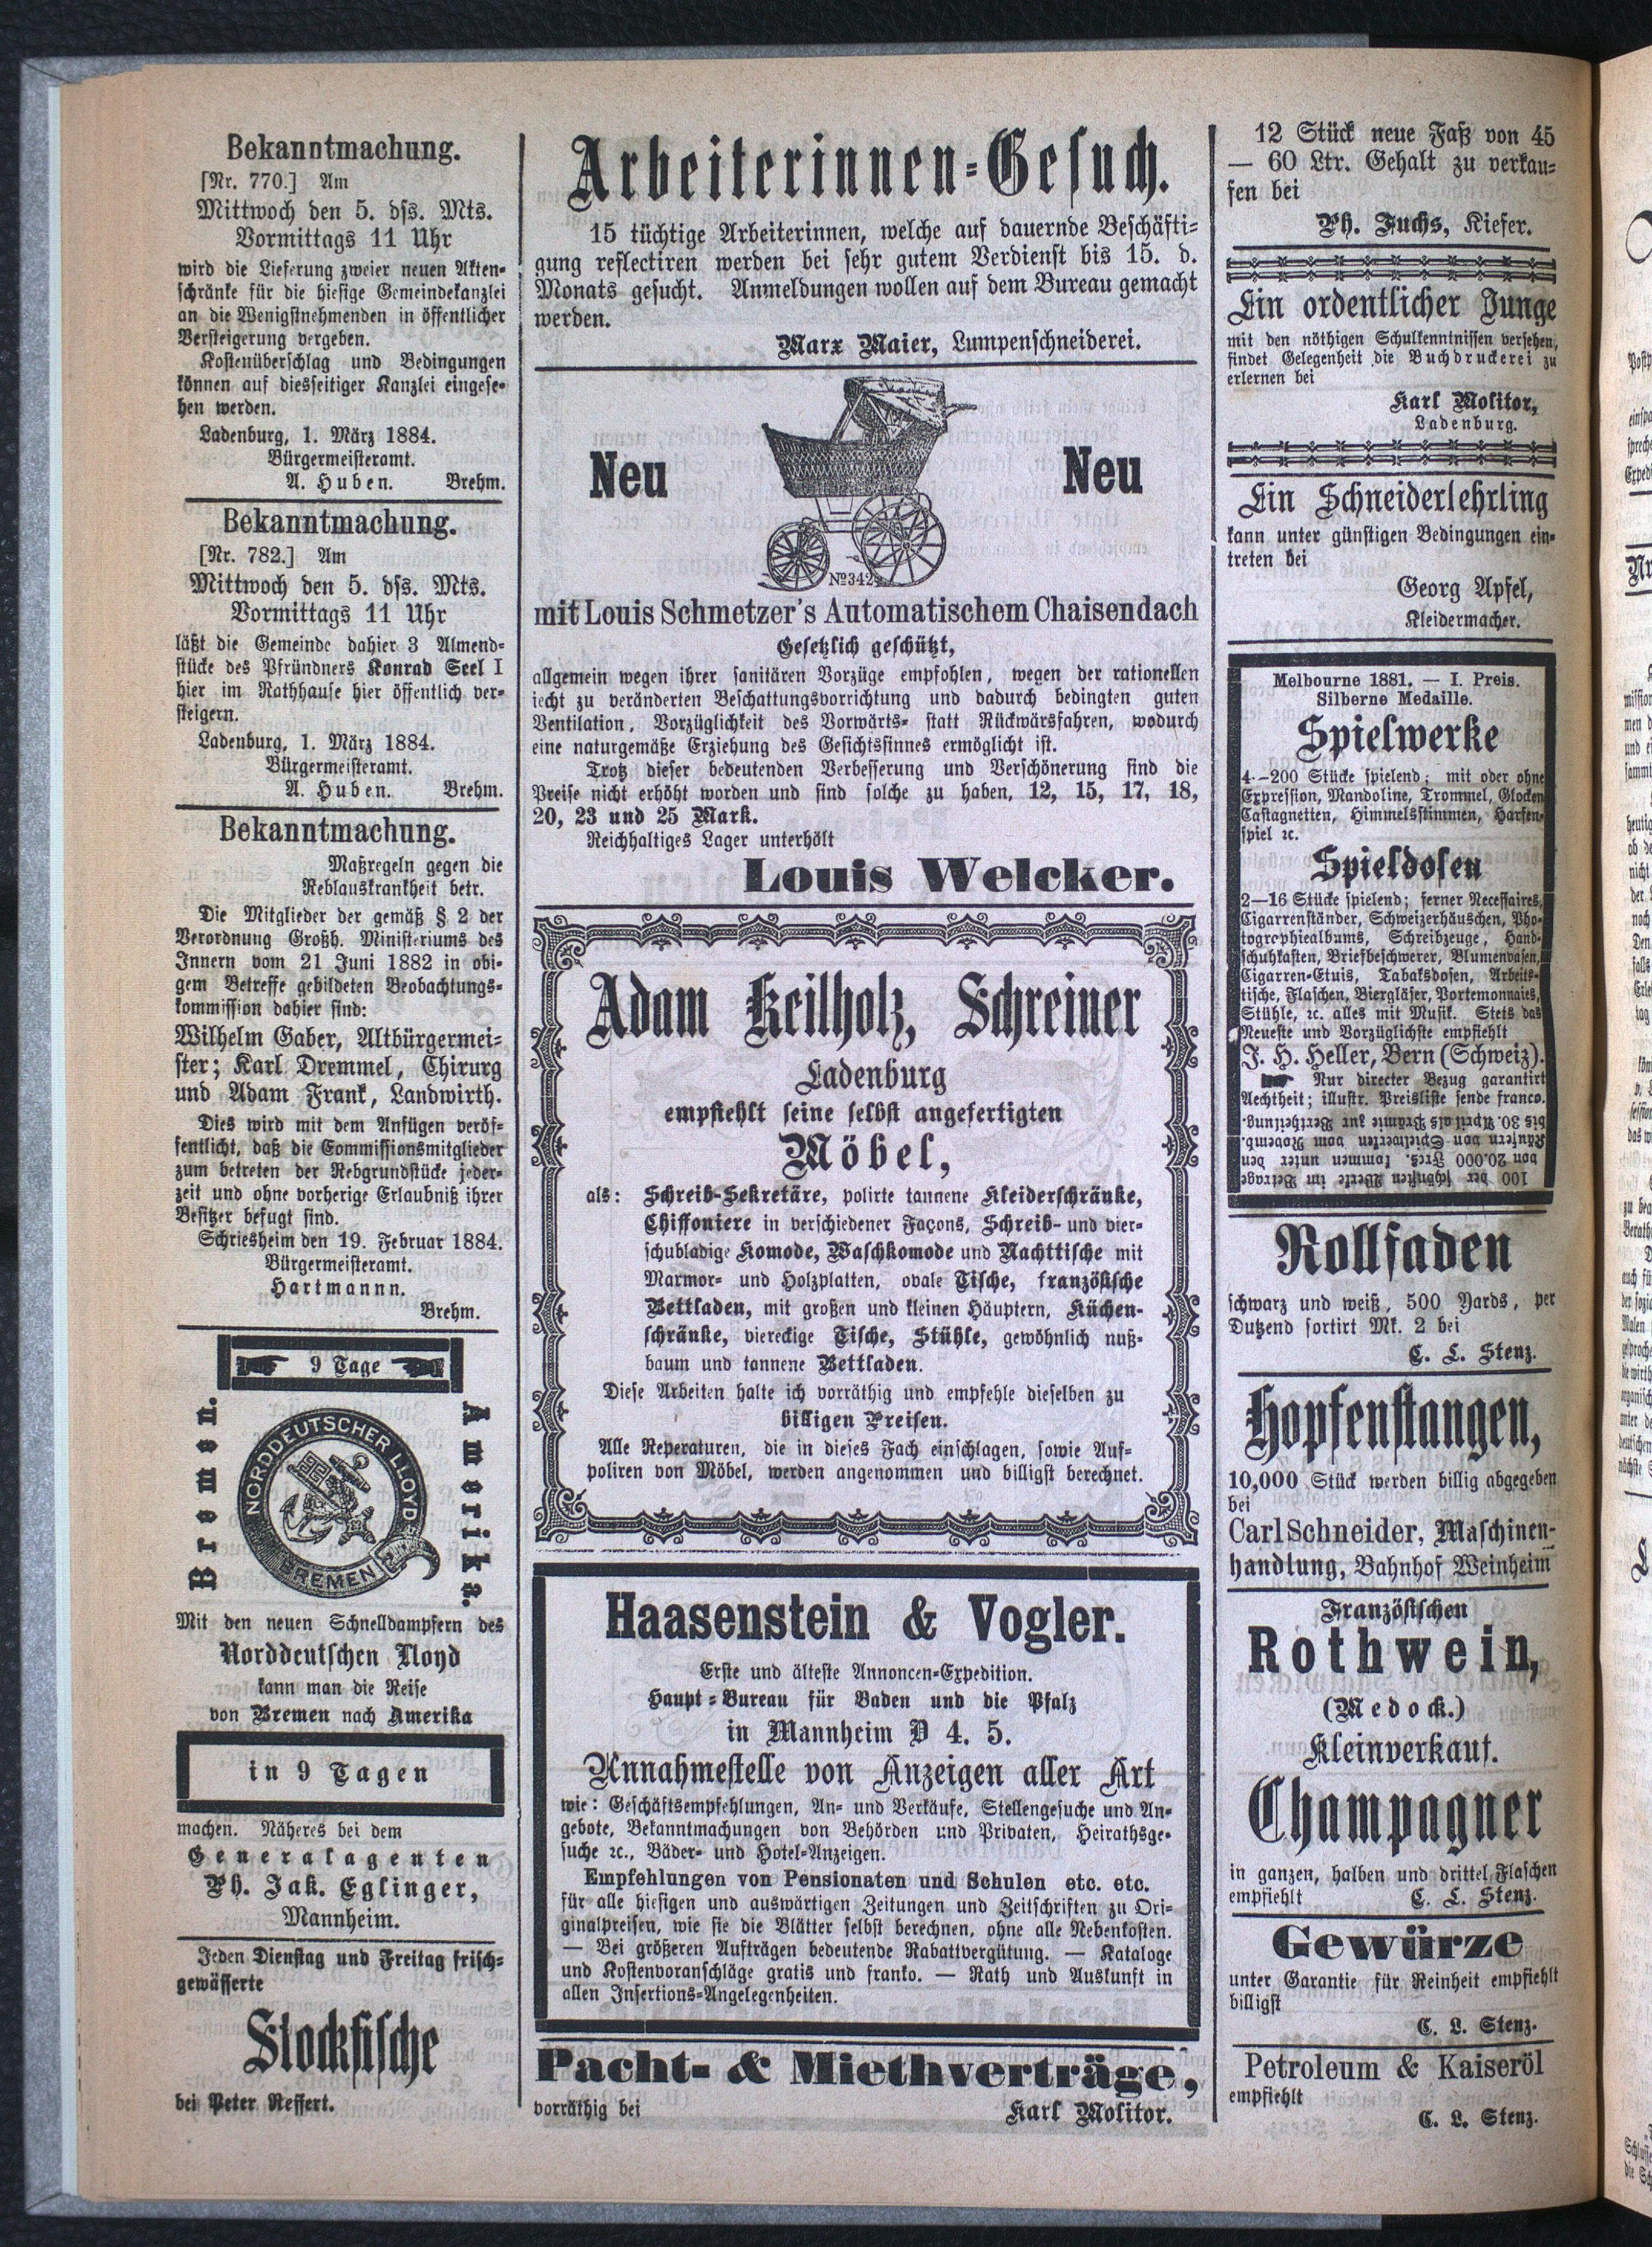 Bekanntmachung.
[Nr. 770.] Am
Mittwoch den 5. dſs. Mts.
Vormittags 11 Uhr
wird die Lieferung zweier neuen Akten-
ſchränke für die hieſige Gemeindekanzlei
an die Wenigſtnehmenden in öffentlicher
Verſteigerung vergeben.
Koſtenüberſchlag und Bedingungen
können auf diesſeitiger Kanzlei eingeſe-
hen werden.
Ladenburg, 1. März 1884.
Bürgermeiſteramt.
A. Huben. Brehm.
Bekanntmachung.
[Nr. 782.] Am
Mittwoch den 5. dſs. Mts.
Vormittags 11 Uhr
läßt die Gemeinde dahier 3 Almend-
ſtücke des Pfründners Konrad Seel I
hier im Rathhauſe hier öffentlich ver-
ſteigern.
Ladenburg, 1. März 1884.
Bürgermeiſteramt.
A. Huben. Brehm.
Bekanntmachung.
Maßregeln gegen die
Reblauskrankheit betr.
Die Mitglieder der gemäß § 2 der
Verordnung Großh. Miniſteriums des
Innern vom 21 Juni 1882 in obi-
gem Betreffe gebildeten Beobachtungs-
kommiſſion dahier ſind:
Wilhelm Gaber, Altbürgermei-
ſter; Karl Dremmel, Chirurg
und Adam Frank, Landwirth.
Dies wird mit dem Anfügen veröf-
fentlicht, daß die Commiſſionsmitglieder
zum betreten der Rebgrundſtücke jeder-
zeit und ohne vorherige Erlaubniß ihrer
Beſitzer befugt ſind.
Schriesheim den 19. Februar 1884.
Bürgermeiſteramt.
Hartmannn.
Brehm.
9 Tage
Bremen.
NORDDEUTSCHER LLOYD
BREMEN
Amerika.
Mit den neuen Schnelldampfern des
Norddeutſchen Lloyd
kann man die Reiſe
von Bremen nach Amerika
in 9 Tagen
machen. Näheres bei dem
Generalagenten
Ph. Jak. Eglinger,
Mannheim.
Jeden Dienſtag und Freitag friſch-
gewäſſerte
Stockfiſche
bei Peter Reffert.
Arbeiterinnen-Geſuch.
15 tüchtige Arbeiterinnen, welche auf dauernde Beſchäfti-
gung reflectiren werden bei ſehr gutem Verdienſt bis 15. d.
Monats geſucht. Anmeldungen wollen auf dem Bureau gemacht
werden.
Marx Maier, Lumpenſchneiderei.
Neu
Neu
No 342
mit Louis Schmetzer's Automatischem Chaisendach
Geſetzlich geſchützt,
allgemein wegen ihrer ſanitären Vorzüge empfohlen, wegen der rationellen
iecht zu veränderten Beſchattungsvorrichtung und dadurch bedingten guten
Ventilation, Vorzüglichkeit des Vorwärts- ſtatt Rückwärsfahren, wodurch
eine naturgemäße Erziehung des Geſichtsſinnes ermöglicht iſt.
Trotz dieſer bedeutenden Verbeſſerung und Verſchönerung ſind die
Preiſe nicht erhöht worden und ſind ſolche zu haben, 12, 15, 17, 18,
20, 23 und 25 Mark.
Reichhaltiges Lager unterhält
Louis Welcker.
Adam Keilholz, Schreiner
Ladenburg
empfiehlt ſeine ſelbſt angefertigten
Möbel,
als: Schreib-Sekretäre, polirte tannene Kleiderſchränke,
Chiffoniere in verſchiedener Façons, Schreib- und vier-
ſchubladige Komode, Waſchkomode und Nachttiſche mit
Marmor- und Holzplatten, ovale Tiſche, franzöſiſche
Bettladen, mit großen und kleinen Häuptern, Küchen-
ſchränke, viereckige Tiſche, Stühle, gewöhnlich nuß-
baum und tannene Bettladen.
Dieſe Arbeiten halte ich vorräthig und empfehle dieſelben zu
billigen Preiſen.
Alle Reperaturen, die in dieſes Fach einſchlagen, ſowie Auf-
poliren von Möbel, werden angenommen und billigſt berechnet.
Haasenstein & Vogler.
Erſte und älteſte Annoncen-Expedition.
Haupt-Bureau für Baden und die Pfalz
in Mannheim D 4. 5.
Annahmeſtelle von Anzeigen aller Art
wie: Geſchäftsempfehlungen, An- und Verkäufe, Stellengeſuche und An-
gebote, Bekanntmachungen von Behörden und Privaten, Heirathsge-
ſuche ꝛc., Bäder- und Hotel-Anzeigen.
Empfehlungen von Pensionaten und Schulen etc. etc.
für alle hieſigen und auswärtigen Zeitungen und Zeitſchriften zu Ori-
ginalpreiſen, wie ſie die Blätter ſelbſt berechnen, ohne alle Nebenkoſten.
— Bei größeren Aufträgen bedeutende Rabattvergütung. — Kataloge
und Koſtenvoranſchläge gratis und franko. — Rath und Auskunft in
allen Inſertions-Angelegenheiten.
Pacht- & Miethverträge,
vorräthig bei Karl Molitor.
12 Stück neue Faß von 45
— 60 Ltr. Gehalt zu verkau-
fen bei
Ph. Fuchs, Kiefer.
Ein ordentlicher Junge
mit den nöthigen Schulkenntniſſen verſehen,
findet Gelegenheit die Buchdruckerei zu
erlernen bei
Karl Molitor,
Ladenburg.
Ein Schneiderlehrling
kann unter günſtigen Bedingungen ein-
treten bei
Georg Apfel,
Kleidermacher.
Melbourne 1881. — I. Preis.
Silberne Medaille.
Spielwerke
4—200 Stücke ſpielend; mit oder ohne
Expreſſion, Mandoline, Trommel, Glocken
Caſtagnetten, Himmelsſtimmen, Harfen-
ſpiel ꝛc.
Spieldoſen
2—16 Stücke ſpielend; ferner Neceſſaires,
Cigarrenſtänder, Schweizerhäuschen, Pho-
togrophiealbums, Schreibzeuge, Hand-
ſchuhkaſten, Briefbeſchwerer, Blumenvaſen,
Cigarren-Etuis, Tabaksdoſen, Arbeits-
tiſche, Flaſchen, Biergläſer, Portemonnaies,
Stühle, ꝛc. alles mit Muſik. Stets das
Neueſte und Vorzüglichſte empfiehlt
J. H. Heller, Bern (Schweiz).
Nur directer Bezug garantirt
Aechtheit; illuſtr. Preisliſte ſende franco.
100 der ſchönſten Werke im Betrage
von 20.000 Frcs. kommen unter den
Käufern von Spielwerken vom Novemb.
bis 30. April als Prämie zur Vertheilung.
Rollfaden
ſchwarz und weiß, 500 Yards, per
Dutzend ſortirt Mk. 2 bei
C. L. Stenz.
Hopfenſtangen,
10,000 Stück werden billig abgegeben
bei
Carl Schneider, Maſchinen-
handlung, Bahnhof Weinheim
Franzöſiſchen
Rothwein,
(Medock.)
Kleinverkauf.
Champagner
in ganzen, halben und drittel Flaſchen
empfiehlt C. L. Stenz.
Gewürze
unter Garantie für Reinheit empfiehlt
billigſt
C. L. Stenz.
Petroleum & Kaiſeröl
empfiehlt
C. L. Stenz.